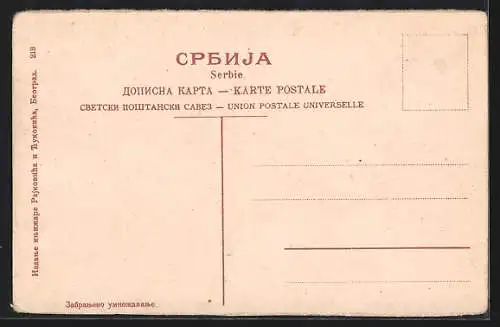 СРБИЈА
Serbie.
ДОПИСНА КАРТА — KARTE POSTALE
СВЕТСКИ ПОШТАНСКИ САВЕЗ — UNION POSTALE UNIVERSELLE
Издање књижаре Рајковића и Ћуковића, Београд. 213
Забрањено умножавање.